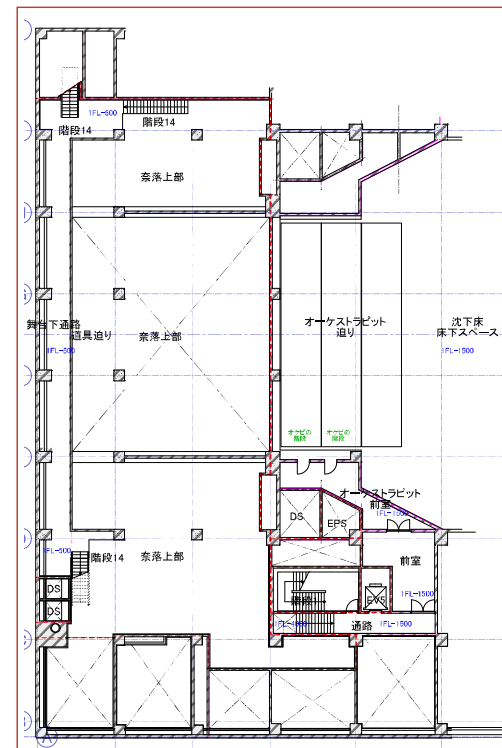 1FL-500
階段14
階段14
奈落上部
舞台下通路
道具迫り
奈落上部
オーケストラピット
迫り
沈下床
床下スペース
1FL-500
1FL-1500
オケピの
階段
オケピの
階段
オーケストラピット
前室
1FL-1500
DS
EPS
1FL-500
階段14
奈落上部
前室
DS
DS
階段
EV5
1FL-1500
通路
1FL-1500
A